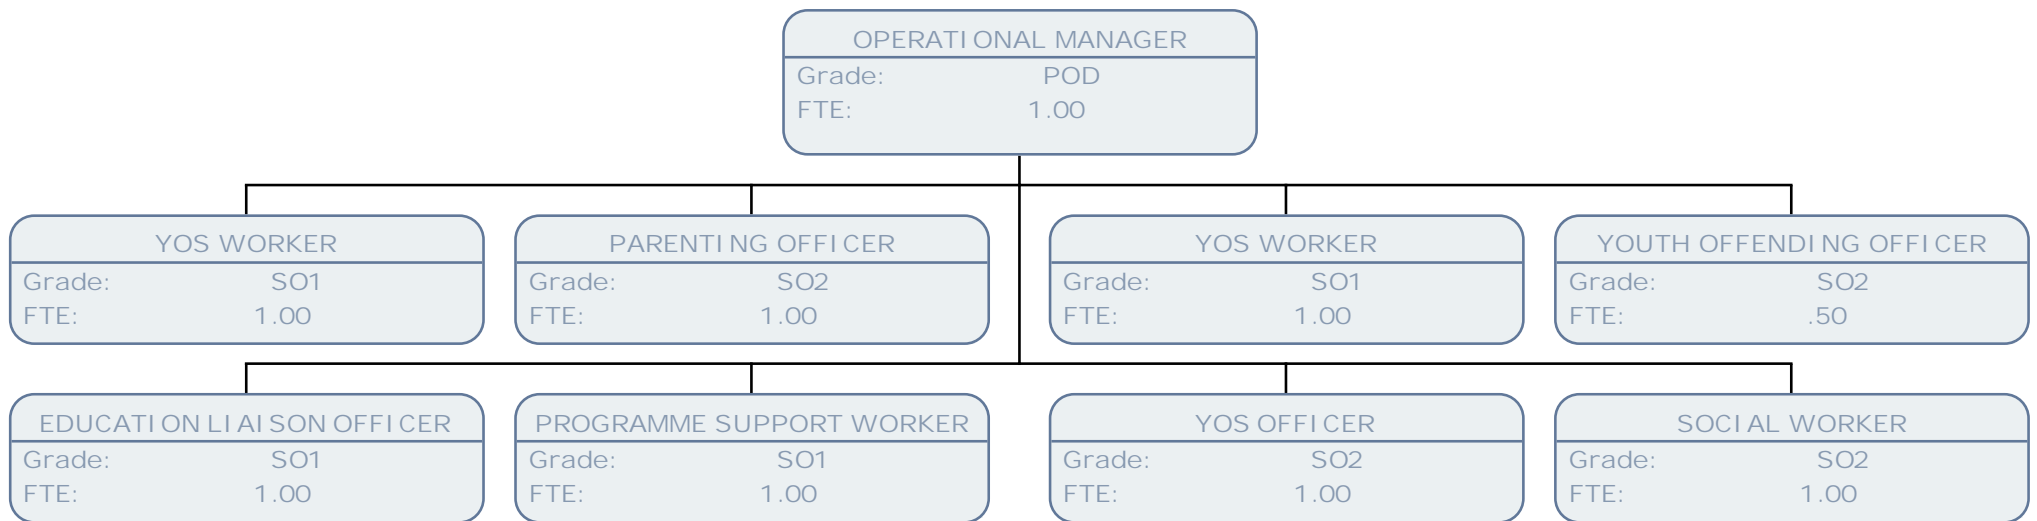 OPERATIONAL MANAGER
Grade: POD
FTE: 1.00
YOS WORKER
Grade: SO1
FTE: 1.00
PARENTING OFFICER
Grade: SO2
FTE: 1.00
YOS WORKER
Grade: SO1
FTE: 1.00
YOUTH OFFENDING OFFICER
Grade: SO2
FTE: .50
EDUCATION LIAISON OFFICER
Grade: SO1
FTE: 1.00
PROGRAMME SUPPORT WORKER
Grade: SO1
FTE: 1.00
YOS OFFICER
Grade: SO2
FTE: 1.00
SOCIAL WORKER
Grade: SO2
FTE: 1.00